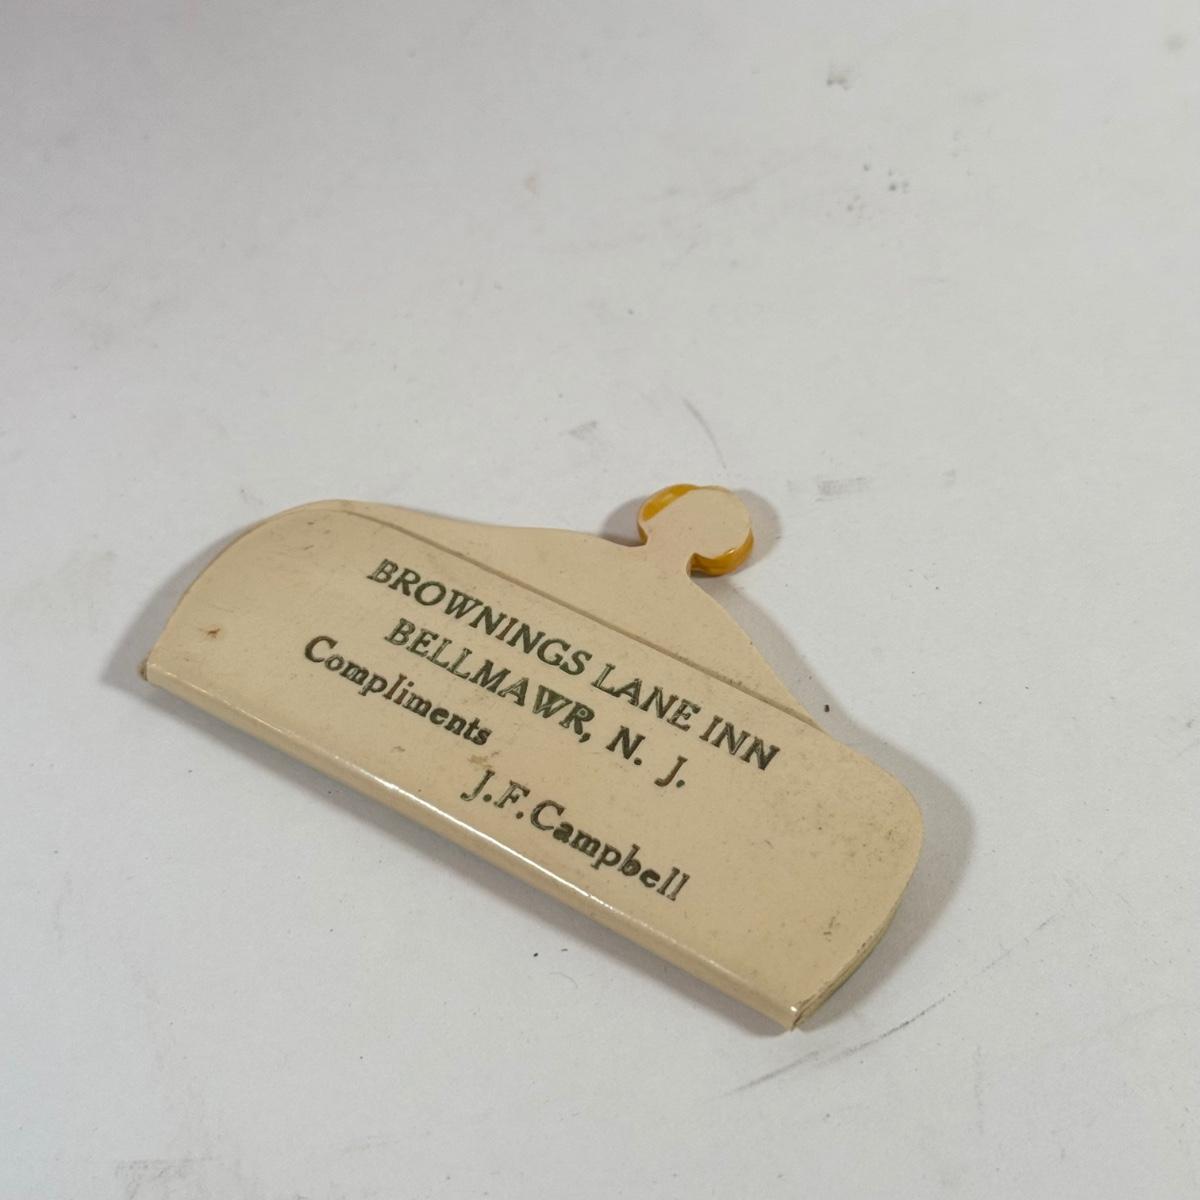 BROWNINGS LANE INN
BELLMAWR, N. J.
Compliments
J.F.Campbell